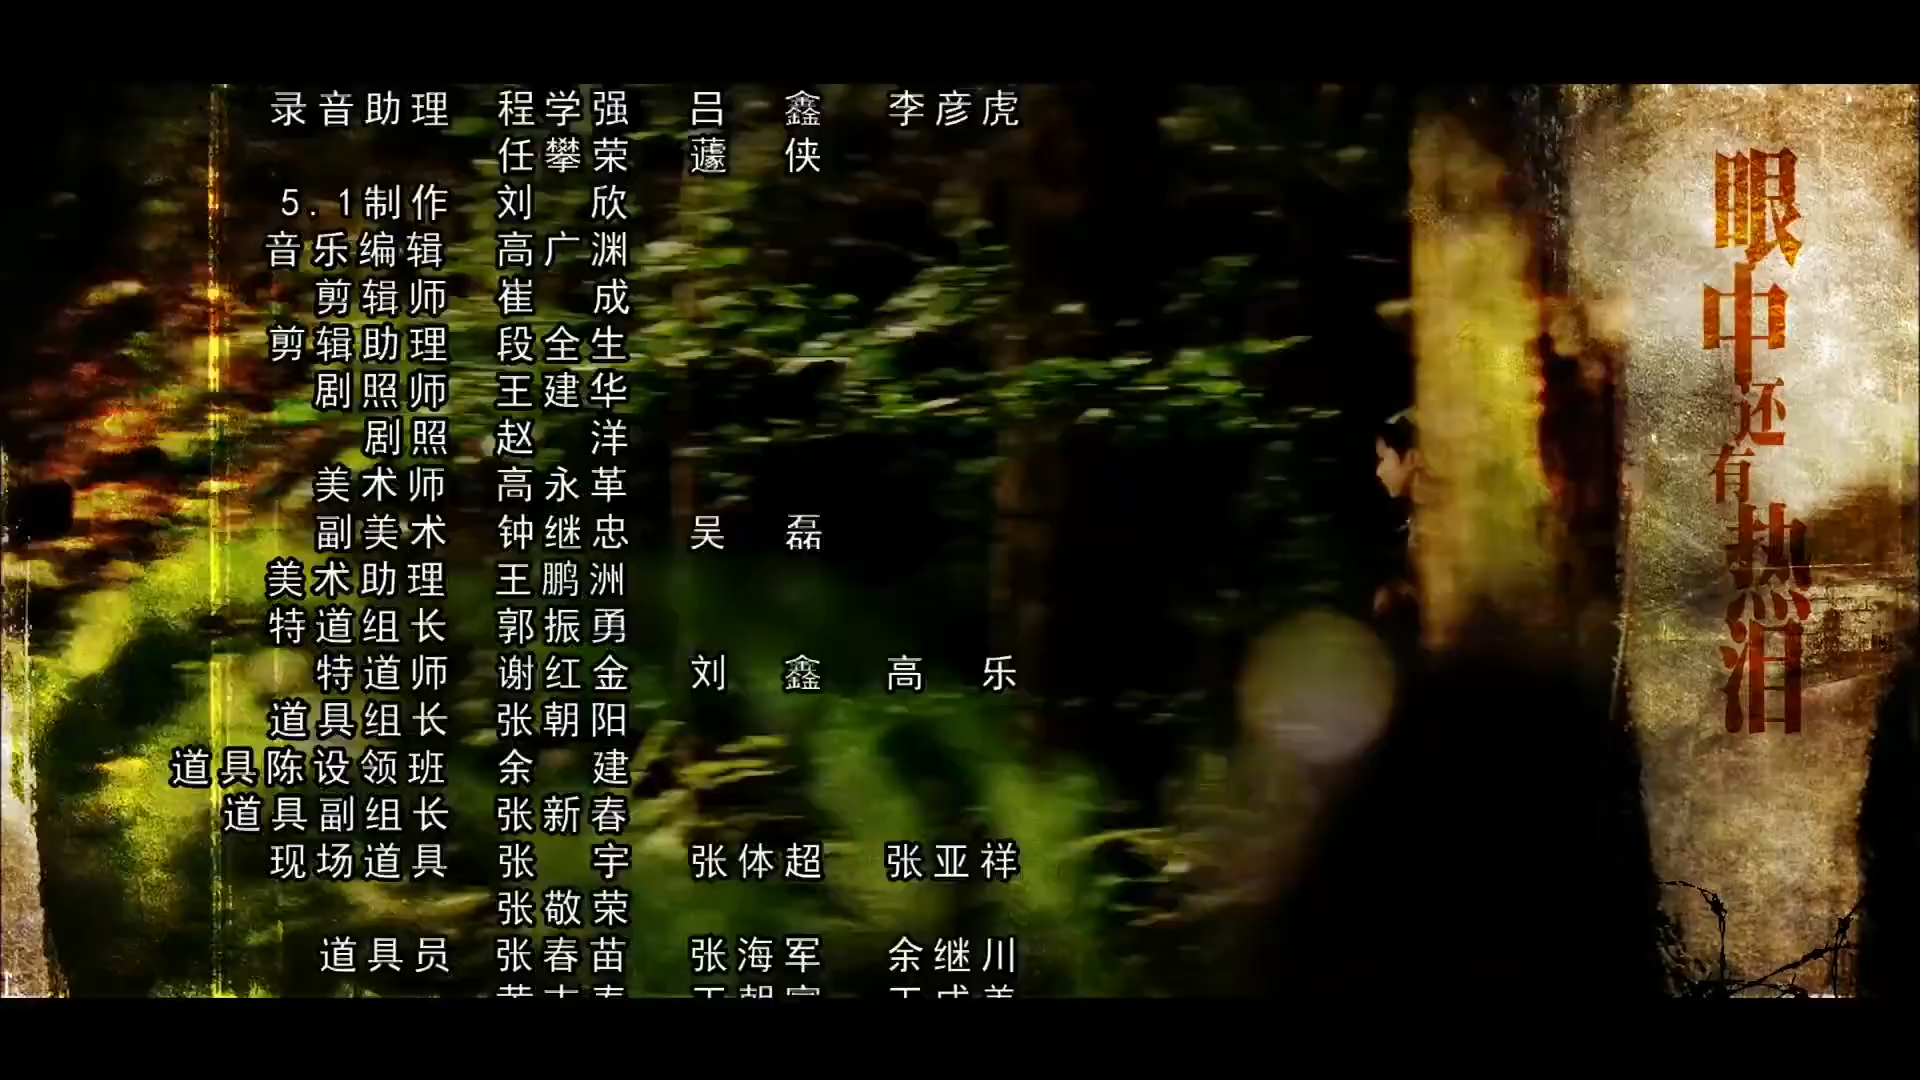 录音助理 程学强 吕鑫 李彦虎
任攀荣 蘧侠
5.1制作 刘欣
音乐编辑 高广渊
剪辑师 崔成
剪辑助理 段全生
剧照师 王建华
剧照 赵洋
美术师 高永革
副美术 钟继忠 吴磊
美术助理 王鹏洲
特道组长 郭振勇
特道师 谢红金 刘鑫 高乐
道具组长 张朝阳
道具陈设领班 余建
道具副组长 张新春
现场道具 张宇 张体超 张亚祥
张敬荣
道具员 张春苗 张海军 余继川
眼中还有热泪